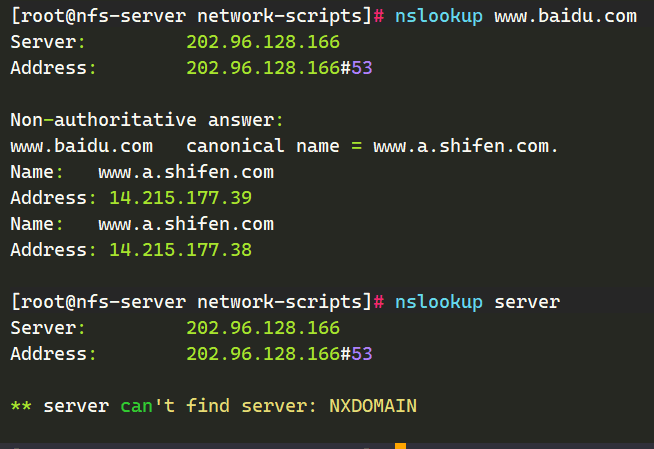 [root@nfs-server network-scripts]# nslookup www.baidu.com
Server:         202.96.128.166
Address:        202.96.128.166#53
Non-authoritative answer:
www.baidu.com   canonical name = www.a.shifen.com.
Name:   www.a.shifen.com
Address: 14.215.177.39
Name:   www.a.shifen.com
Address: 14.215.177.38
[root@nfs-server network-scripts]# nslookup server
Server:         202.96.128.166
Address:        202.96.128.166#53
** server can't find server: NXDOMAIN